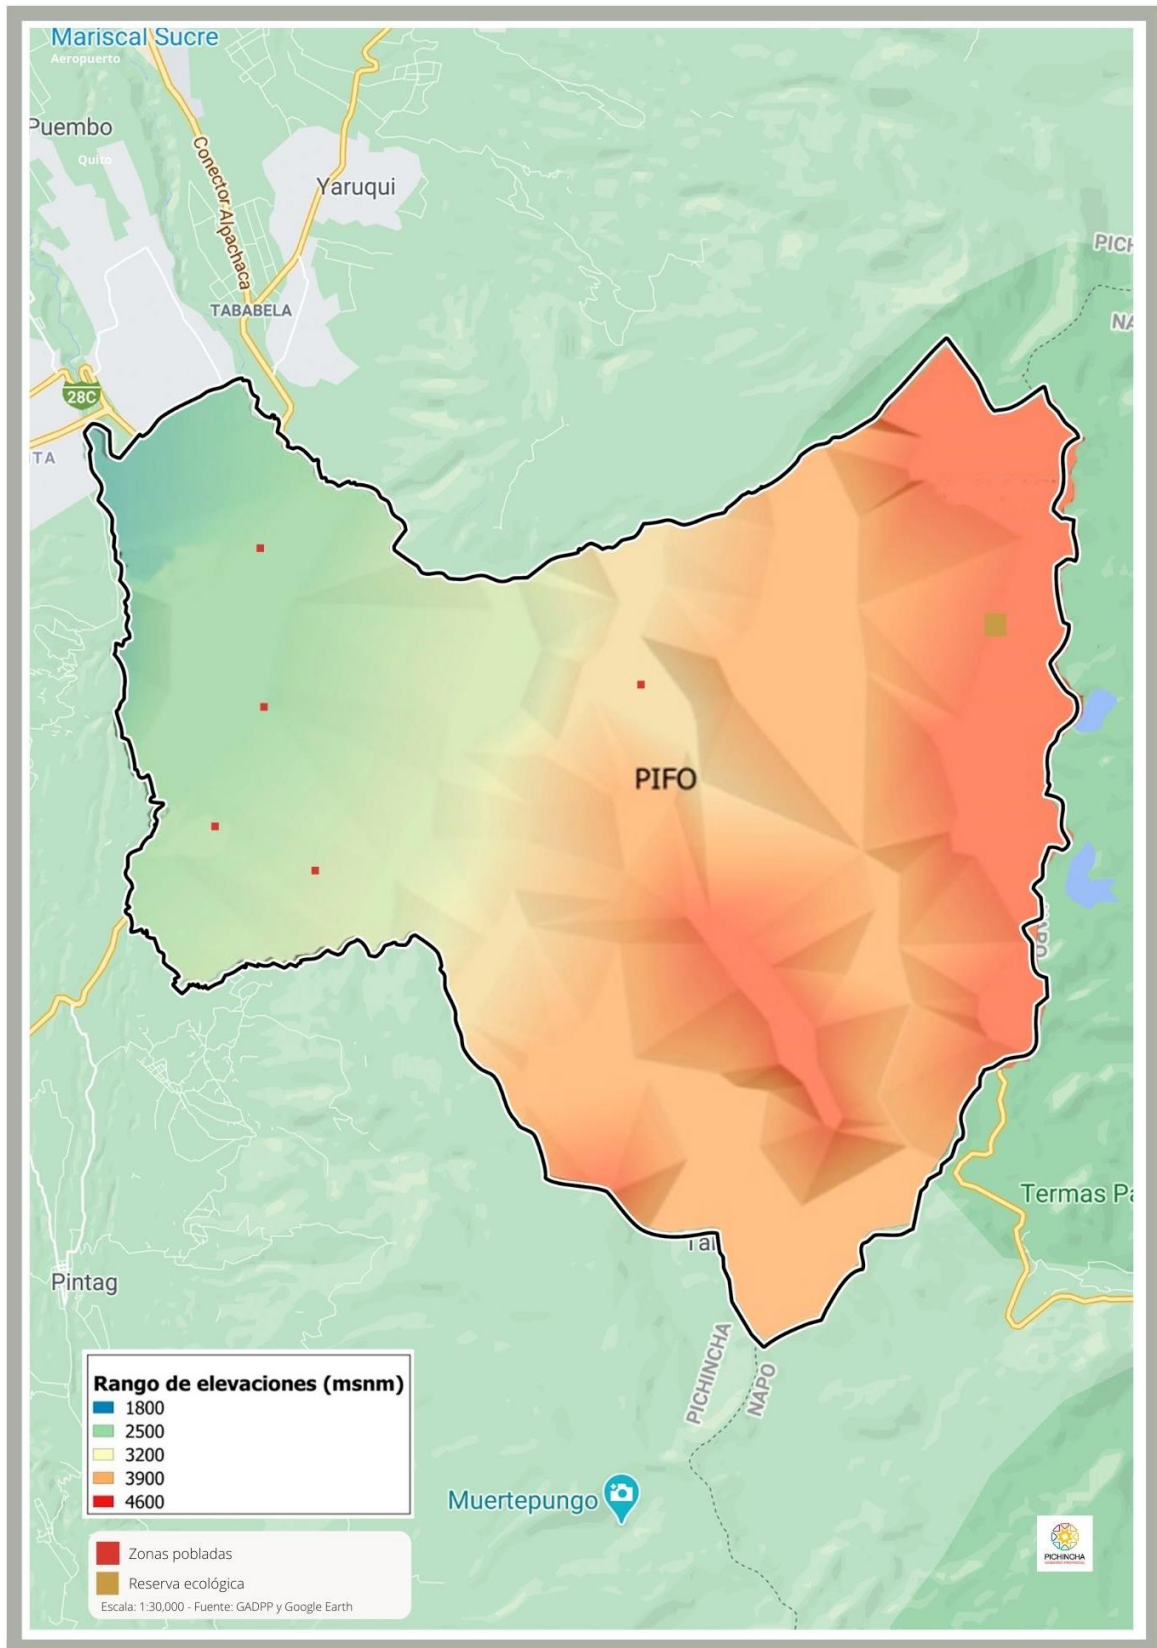 Mariscal Sucre
Aeropuerto
Puembo
Quito
Conector Alpachaca
Yaruqui
TABABELA
28C
PICH
NA
PIFO
Termas Pa
Pintag
PICHINCHA
NAPO
Rango de elevaciones (msnm)
1800
2500
3200
3900
4600
Muertepungo
Zonas pobladas
Reserva ecológica
Escala: 1:30,000 - Fuente: GADPP y Google Earth
PICHINCHA